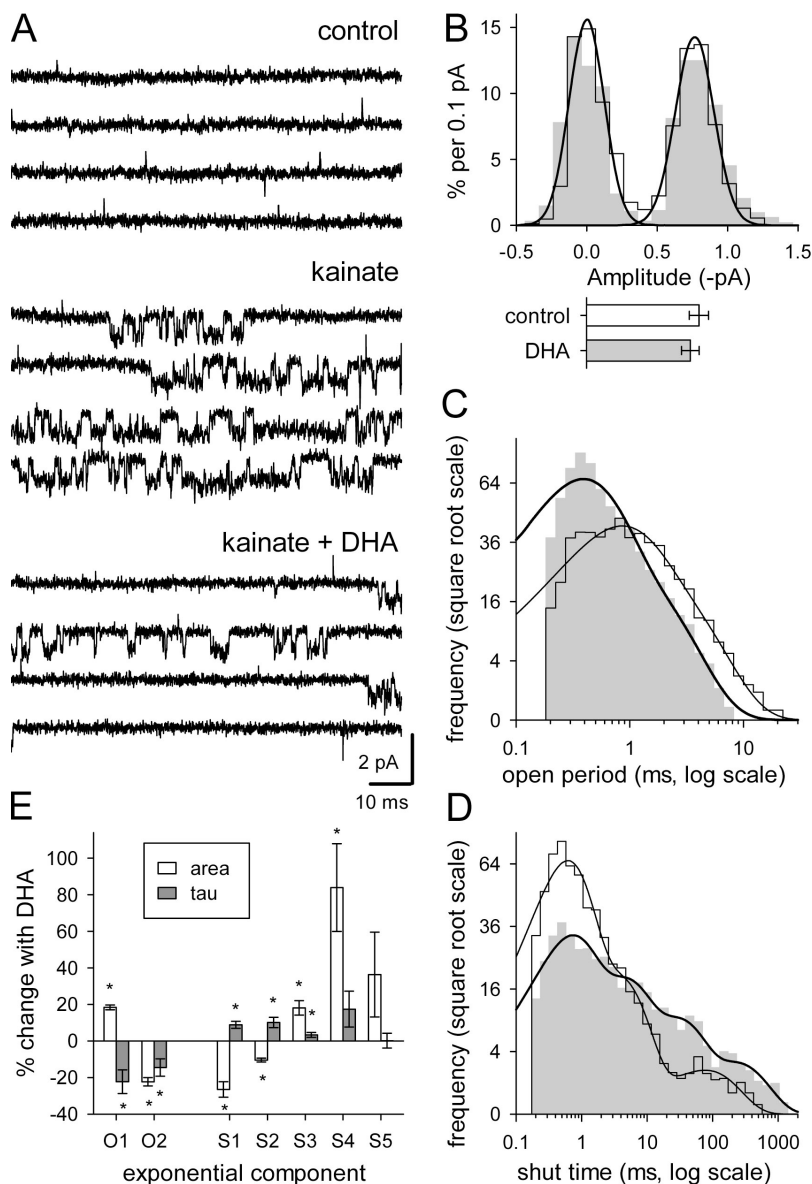 A
control
kainate
kainate + DHA
2 pA
10 ms
B
% per 0.1 pA
15
10
5
0
-0.5 0.0 0.5 1.0 1.5
Amplitude (-pA)
control
DHA
C
frequency (square root scale)
64
36
16
4
0
0.1 1 10
open period (ms, log scale)
D
frequency (square root scale)
64
36
16
4
0
0.1 1 10 100 1000
shut time (ms, log scale)
E
% change with DHA
100
80
60
40
20
0
-20
-40
area
tau
* * * * * * * * * * *
O1 O2 S1 S2 S3 S4 S5
exponential component